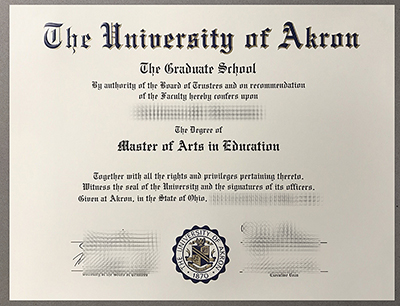 The University of Akron
The Graduate School
By authority of the Board of Trustees and on recommendation
of the Faculty hereby confers upon
The Degree of
Master of Arts in Education
Together with all the rights and privileges pertaining thereto.
Witness the seal of the University and the signatures of its officers.
Given at Akron, in the State of Ohio,
THE UNIVERSITY OF AKRON
1870